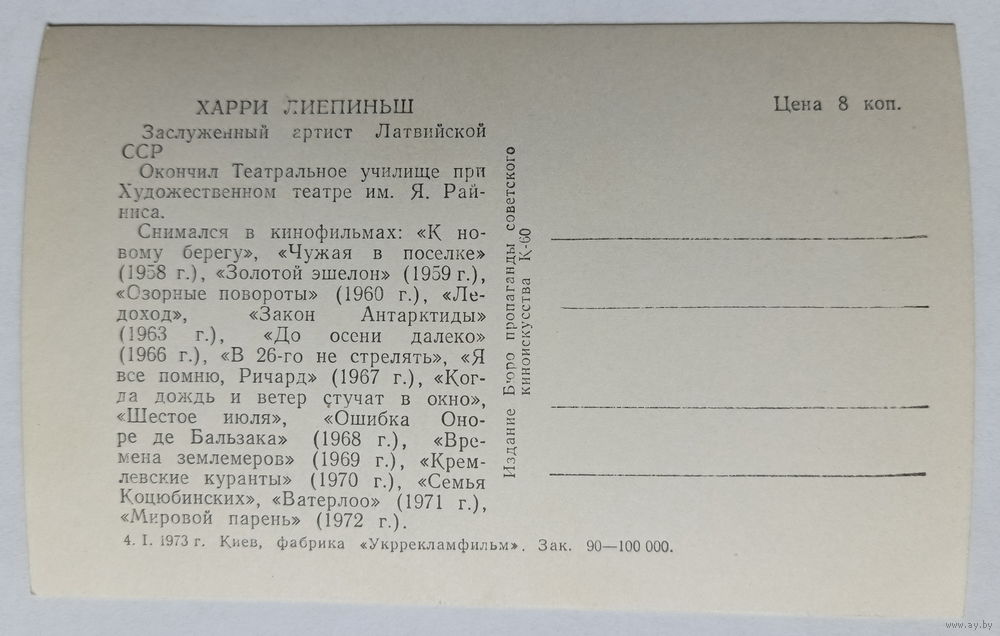 ХАРРИ ЛИЕПИНЬШ
Заслуженный артист Латвийской
ССР
Окончил Театральное училище при
Художественном театре им. Я. Рай-
ниса.
Снимался в кинофильмах: «К но-
вому берегу», «Чужая в поселке»
(1958 г.), «Золотой эшелон» (1959 г.),
«Озорные повороты» (1960 г.), «Ле-
доход», «Закон Антарктиды»
(1963 г.), «До осени далеко»
(1966 г.), «В 26-го не стрелять», «Я
все помню, Ричард» (1967 г.), «Ког-
да дождь и ветер стучат в окно»,
«Шестое июля», «Ошибка Оно-
ре де Бальзака» (1968 г.), «Вре-
мена землемеров» (1969 г.), «Крем-
левские куранты» (1970 г.), «Семья
Коцюбинских», «Ватерлоо» (1971 г.),
«Мировой парень» (1972 г.).
4. I. 1973 г. Киев, фабрика «Укррекламфильм». Зак. 90—100 000.
Издание Бюро пропаганды советского
киноискусства К-60
Цена 8 коп.
www.ay.by